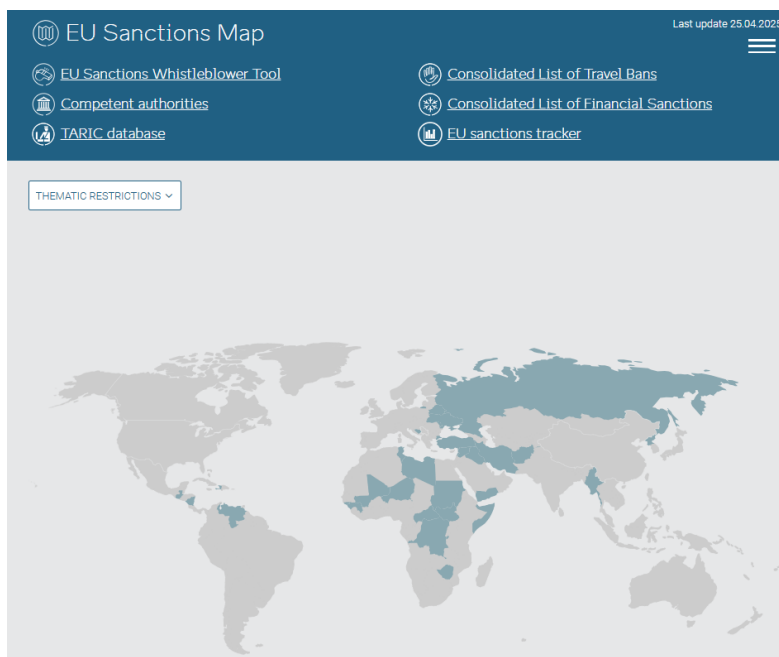 EU Sanctions Map
Last update 25.04.2025
EU Sanctions Whistleblower Tool
Consolidated List of Travel Bans
Competent authorities
Consolidated List of Financial Sanctions
TARIC database
EU sanctions tracker
THEMATIC RESTRICTIONS